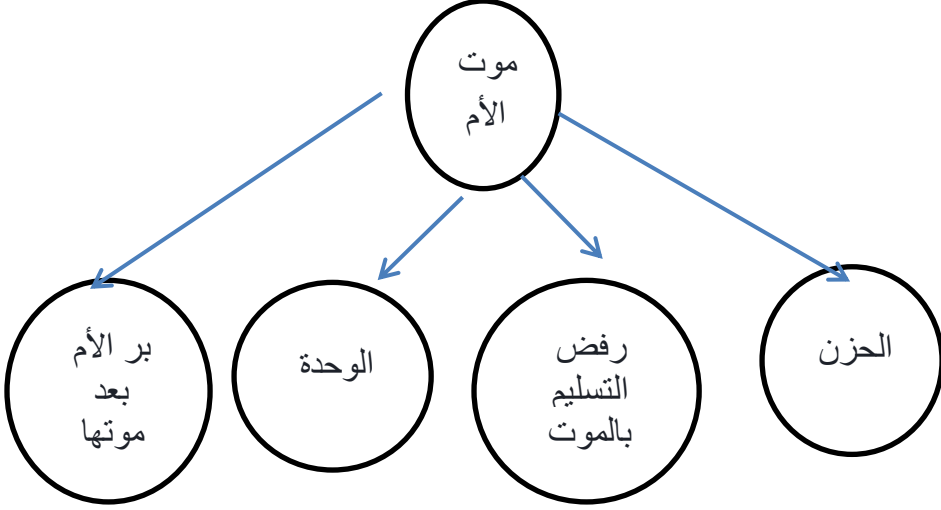 موت
الأم
الحزن
رفض
التسليم
بالموت
الوحدة
بر الأم
بعد
موتها